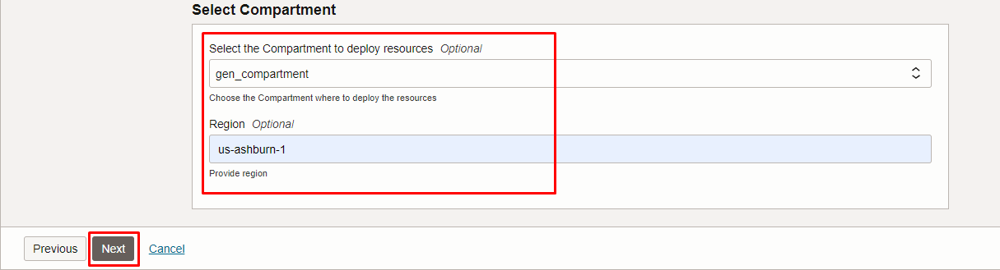 Select Compartment
Select the Compartment to deploy resources Optional
gen_compartment
Choose the Compartment where to deploy the resources
Region Optional
us-ashburn-1
Provide region
Previous Next Cancel